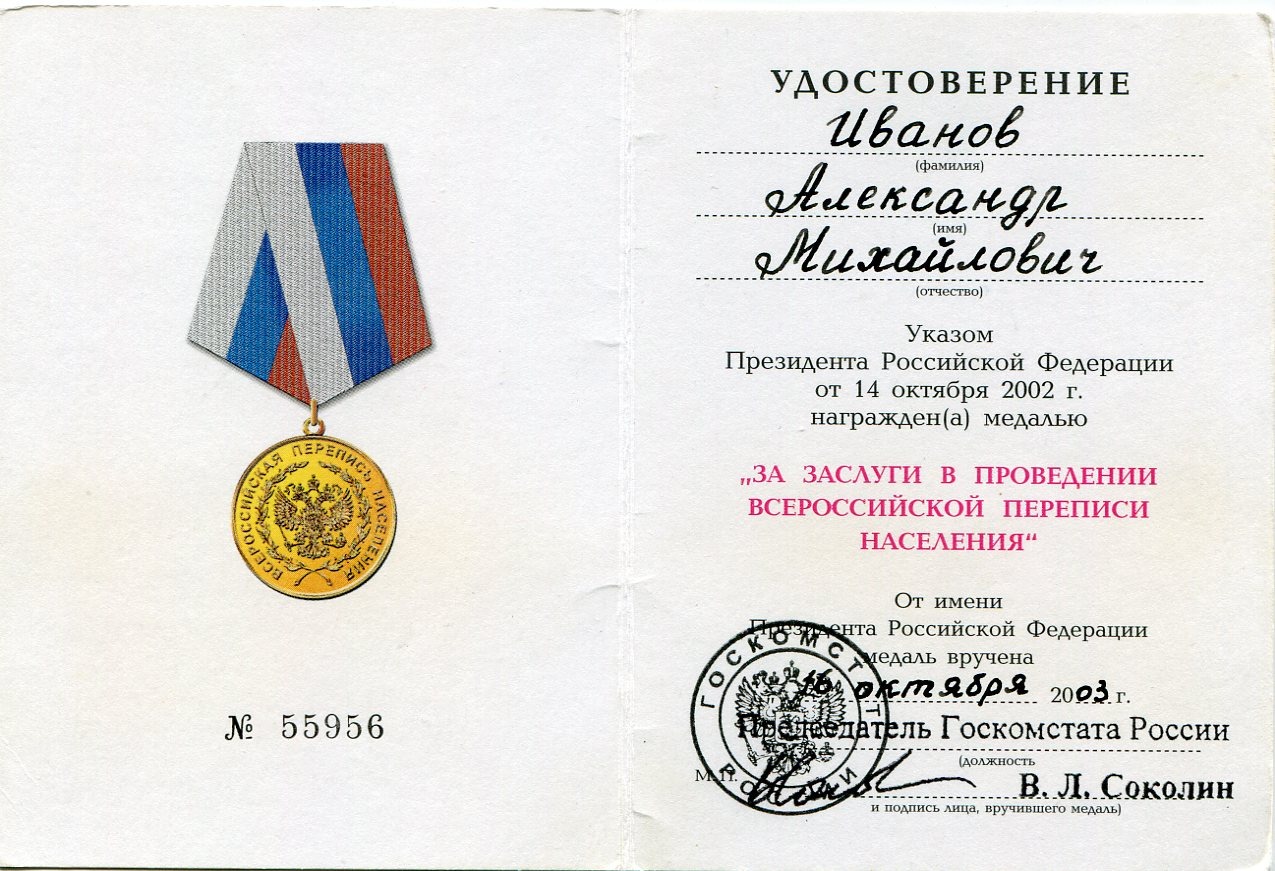 ВСЕРОССИЙСКАЯ ПЕРЕПИСЬ НАСЕЛЕНИЯ
№ 55956
УДОСТОВЕРЕНИЕ
Иванов
(фамилия)
Александр
(имя)
Михайлович
(отчество)
Указом
Президента Российской Федерации
от 14 октября 2002 г.
награжден(а) медалью
„ЗА ЗАСЛУГИ В ПРОВЕДЕНИИ
ВСЕРОССИЙСКОЙ ПЕРЕПИСИ
НАСЕЛЕНИЯ“
От имени
Президента Российской Федерации
медаль вручена
16 октября 2003 г.
ГОСКОМСТАТ РОССИИ
Председатель Госкомстата России
(должность
М.П.
В. Л. Соколин
и подпись лица, вручившего медаль)